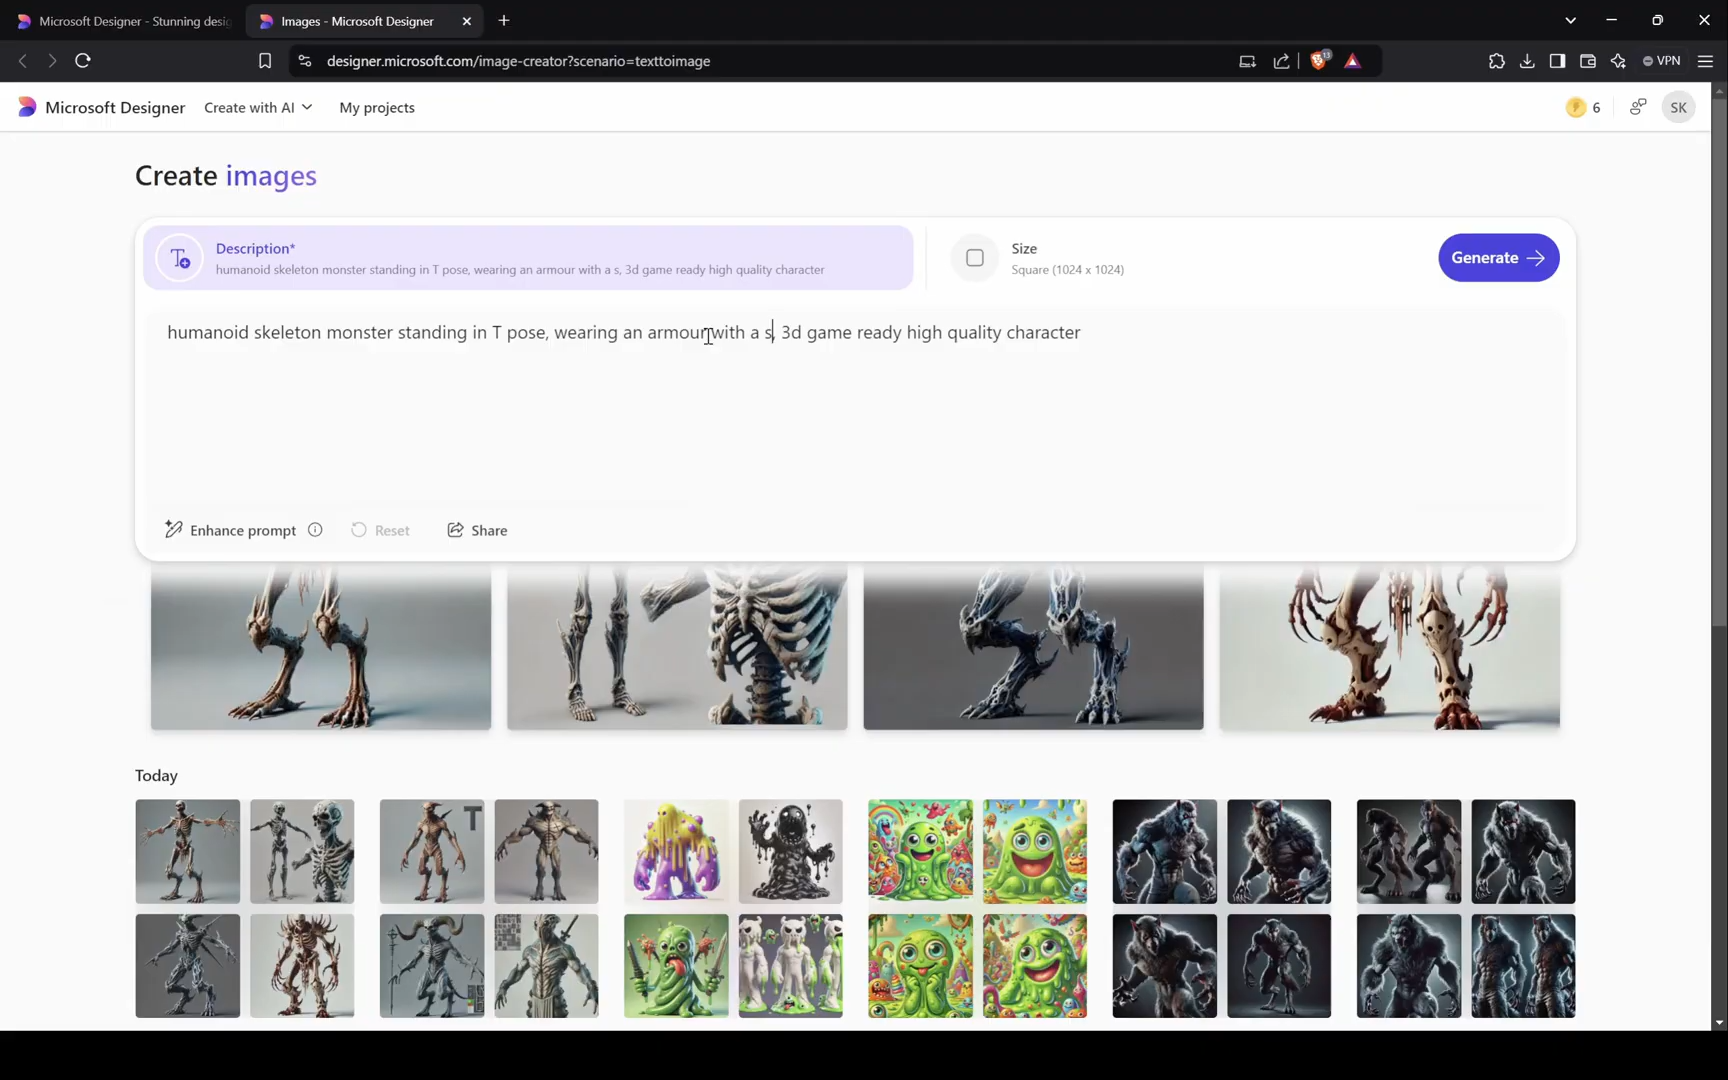 Microsoft Designer - Stunning desi
Images - Microsoft Designer
designer.microsoft.com/image-creator?scenario=texttoimage
13
VPN
Microsoft Designer
Create with AI
My projects
6
SK
Create images
Description*
humanoid skeleton monster standing in T pose, wearing an armour with a s, 3d game ready high quality character
Size
Square (1024 x 1024)
Generate
humanoid skeleton monster standing in T pose, wearing an armour with a s, 3d game ready high quality character
Enhance prompt
Reset
Share
Today
T